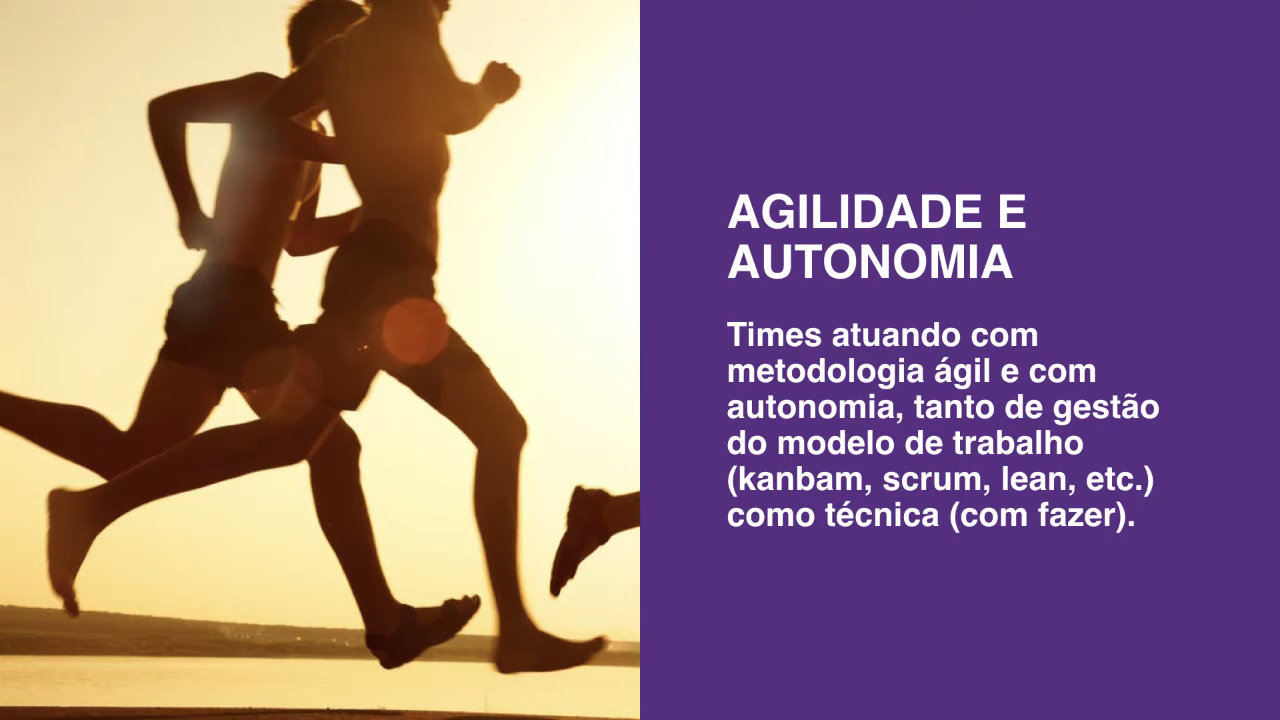 AGILIDADE E
AUTONOMIA
Times atuando com
metodologia ágil e com
autonomia, tanto de gestão
do modelo de trabalho
(kanbam, scrum, lean, etc.)
como técnica (com fazer).